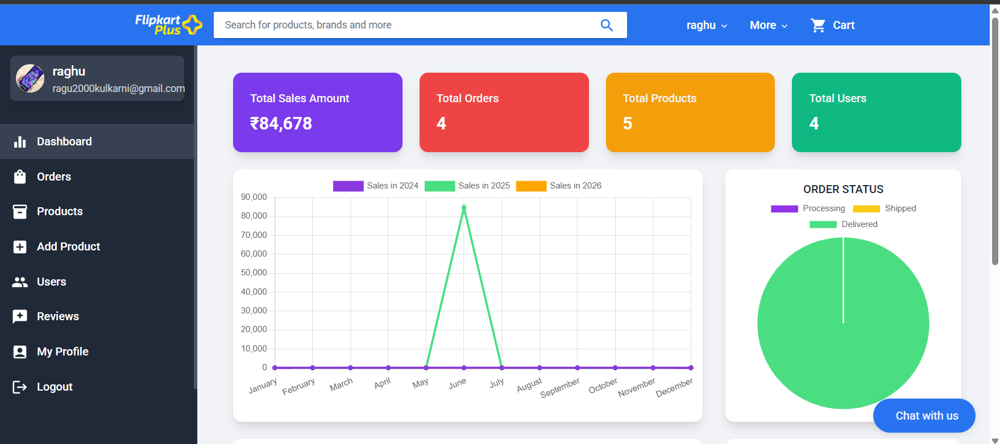 Flipkart
Plus
Search for products, brands and more
raghu
More
Cart
raghu
ragu2000kulkarni@gmail.com
Dashboard
Orders
Products
Add Product
Users
Reviews
My Profile
Logout
Total Sales Amount
₹84,678
Total Orders
4
Total Products
5
Total Users
4
Sales in 2024 Sales in 2025 Sales in 2026
90,000
80,000
70,000
60,000
50,000
40,000
30,000
20,000
10,000
0
January February March April May June July August September October November December
ORDER STATUS
Processing Shipped
Delivered
Chat with us